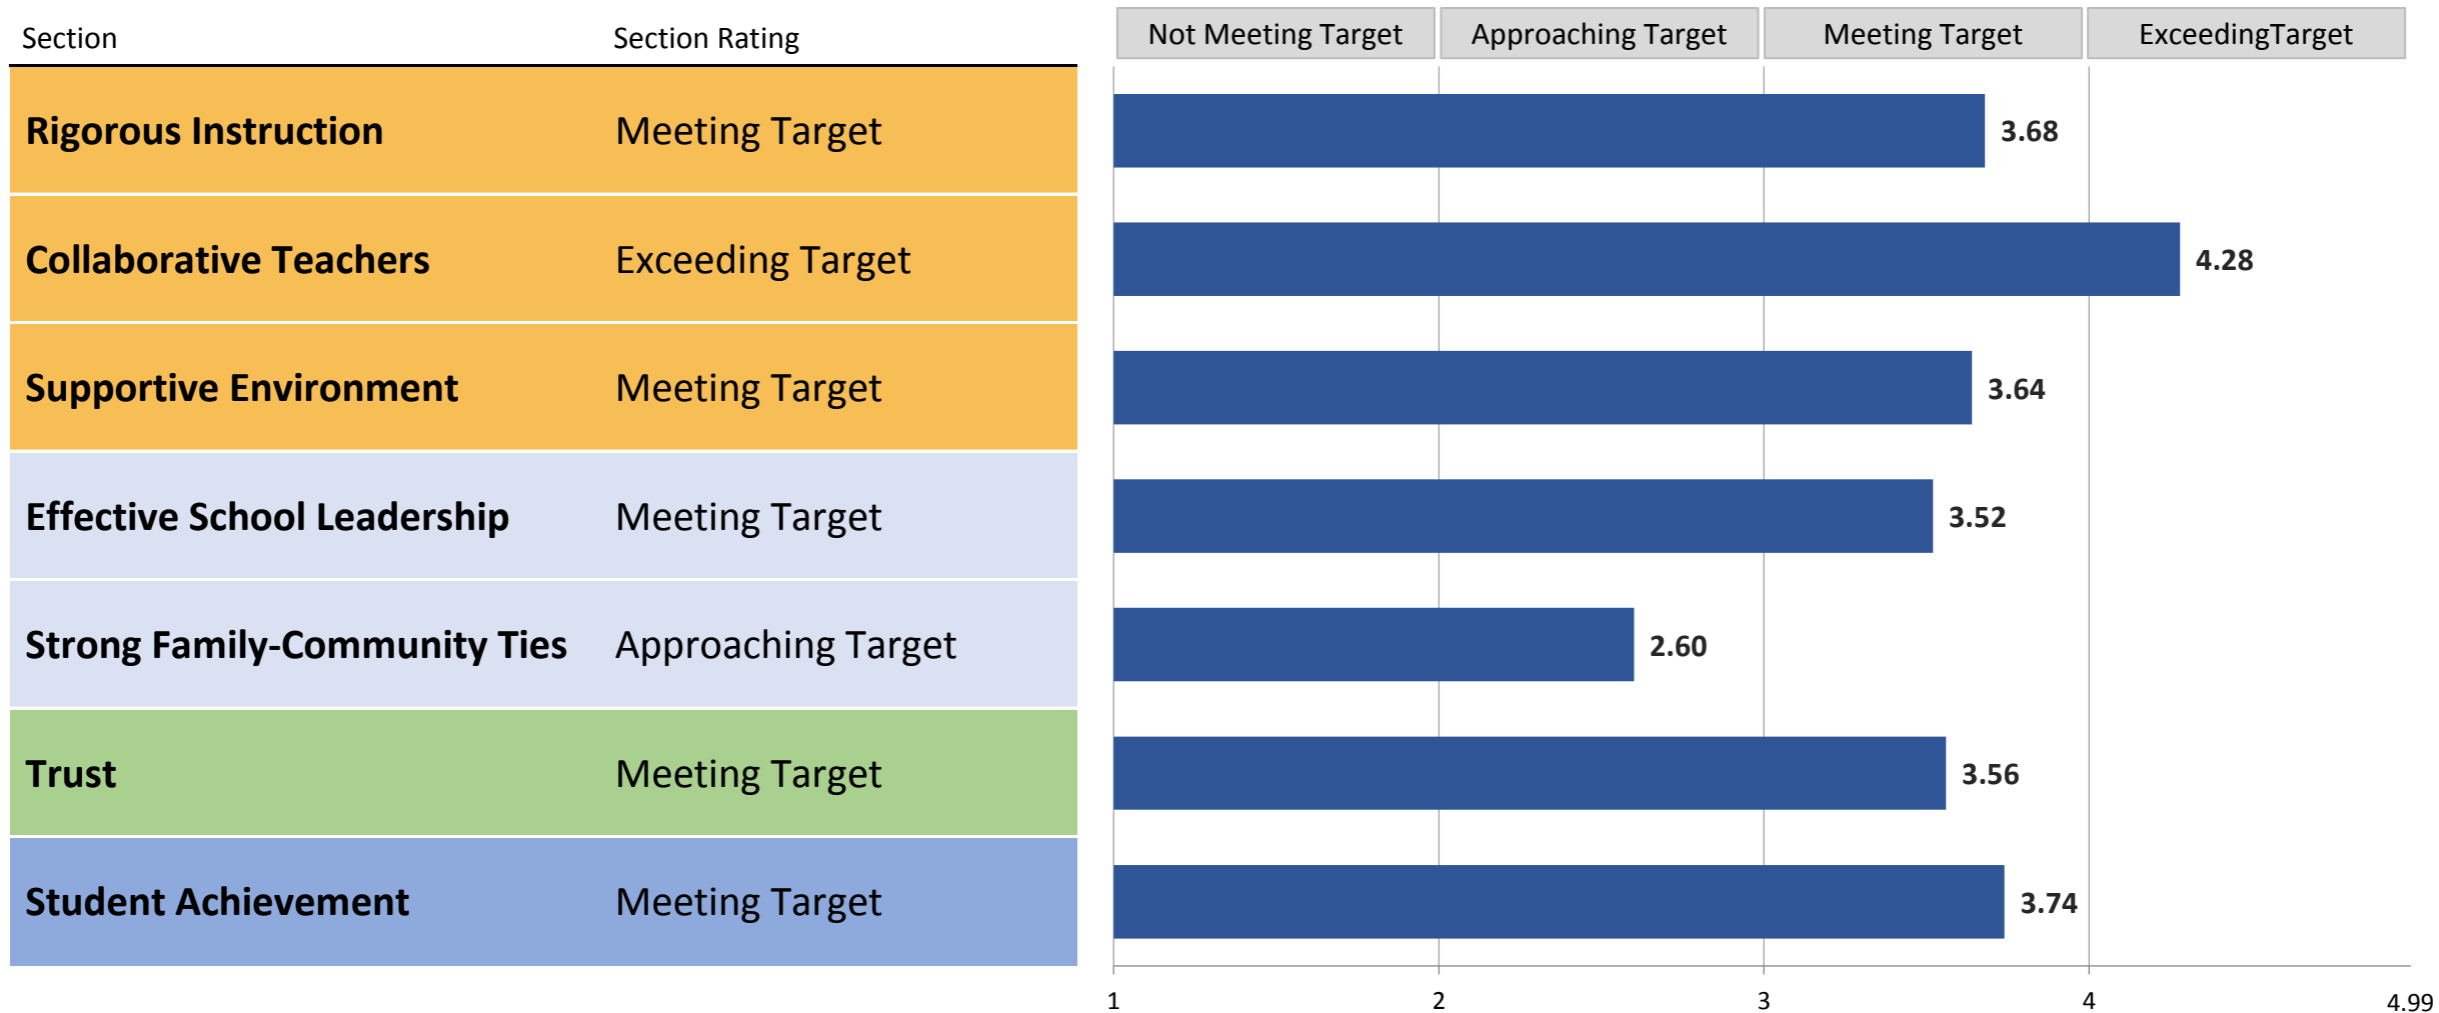 Section Section Rating Not Meeting Target Approaching Target Meeting Target ExceedingTarget
Rigorous Instruction Meeting Target 3.68
Collaborative Teachers Exceeding Target 4.28
Supportive Environment Meeting Target 3.64
Effective School Leadership Meeting Target 3.52
Strong Family-Community Ties Approaching Target 2.60
Trust Meeting Target 3.56
Student Achievement Meeting Target 3.74
1 2 3 4 4.99